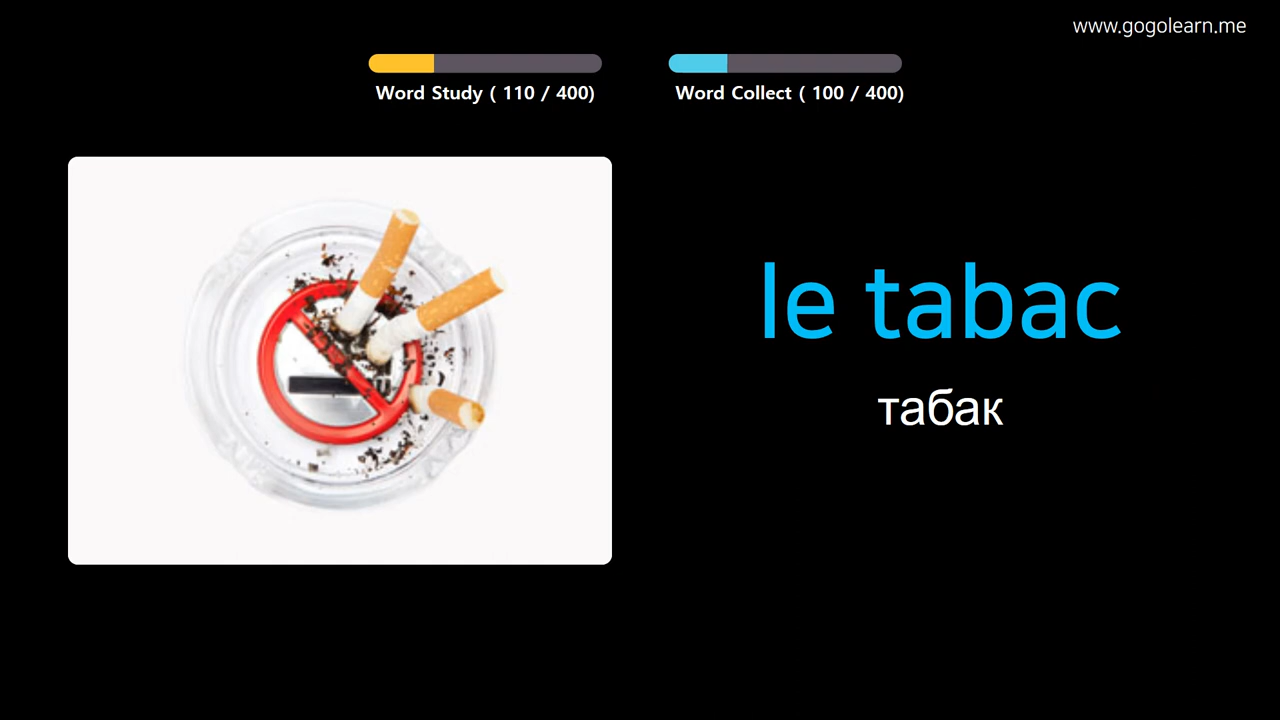 www.gogolearn.me
Word Study ( 110 / 400)
Word Collect ( 100 / 400)
le tabac
табак